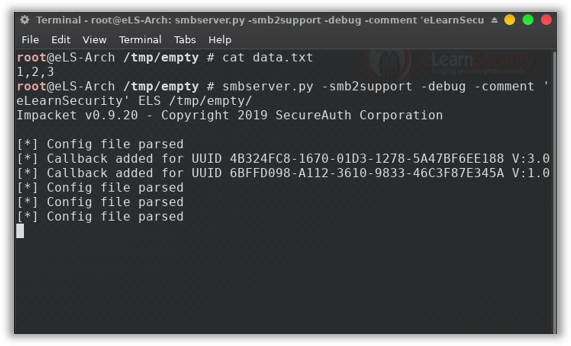 Terminal - root@eLS-Arch: smbserver.py -smb2support -debug -comment 'eLearnSecu
File Edit View Terminal Tabs Help
root@eLS-Arch /tmp/empty # cat data.txt
1,2,3
root@eLS-Arch /tmp/empty # smbserver.py -smb2support -debug -comment '
eLearnSecurity' ELS /tmp/empty/
Impacket v0.9.20 - Copyright 2019 SecureAuth Corporation
[*] Config file parsed
[*] Callback added for UUID 4B324FC8-1670-01D3-1278-5A47BF6EE188 V:3.0
[*] Callback added for UUID 6BFFD098-A112-3610-9833-46C3F87E345A V:1.0
[*] Config file parsed
[*] Config file parsed
[*] Config file parsed